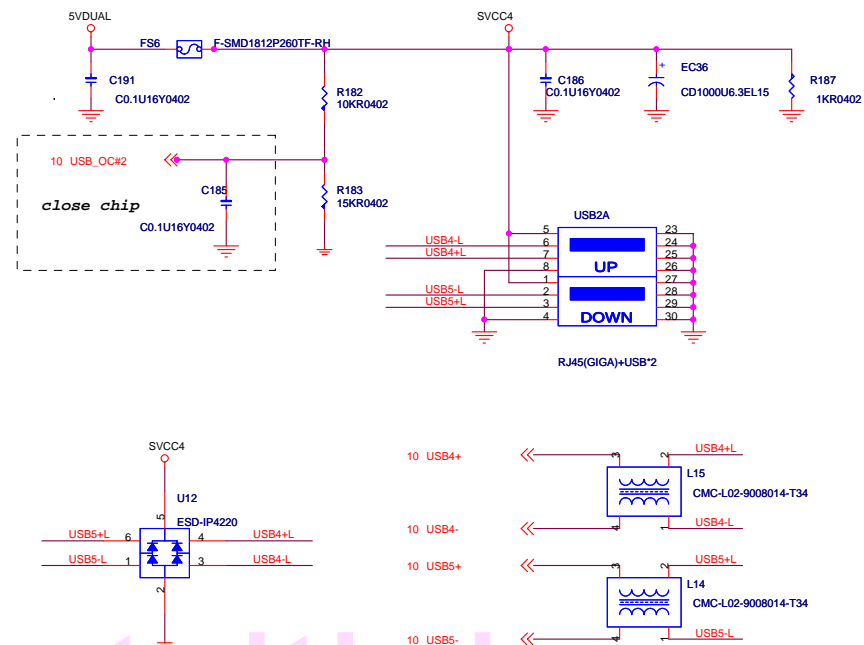 5VDUAL
SVCC4
FS6 F-SMD1812P260TF-RH
C191
C0.1U16Y0402
R182
10KR0402
C186
C0.1U16Y0402
+
EC36
CD1000U6.3EL15
R187
1KR0402
10 USB_OC#2
close chip
C185
C0.1U16Y0402
R183
15KR0402
USB2A
USB4-L
USB4+L
USB5-L
USB5+L
5 23
6 24
7 25
8 26
1 27
2 28
3 29
4 30
UP
DOWN
RJ45(GIGA)+USB*2
SVCC4
U12
ESD-IP4220
5
USB5+L 6 4 USB4+L
USB5-L 1 3 USB4-L
2
10 USB4+ 3 2 USB4+L
L15
CMC-L02-9008014-T34
10 USB4- 4 1 USB4-L
10 USB5+ 3 2 USB5+L
L14
CMC-L02-9008014-T34
10 USB5- 4 1 USB5-L